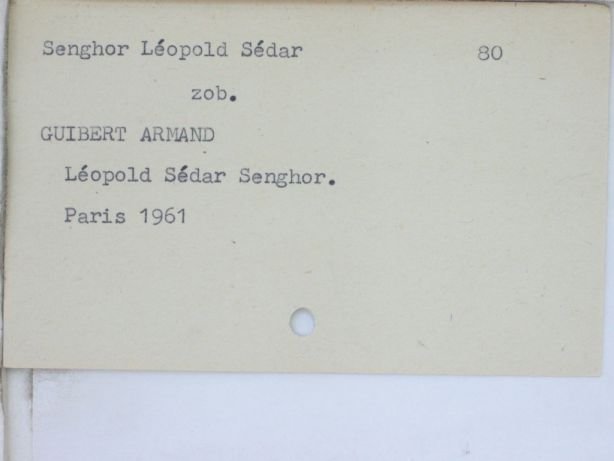 Senghor Léopold Sédar 80
zob.
GUIBERT ARMAND
Léopold Sédar Senghor.
Paris 1961